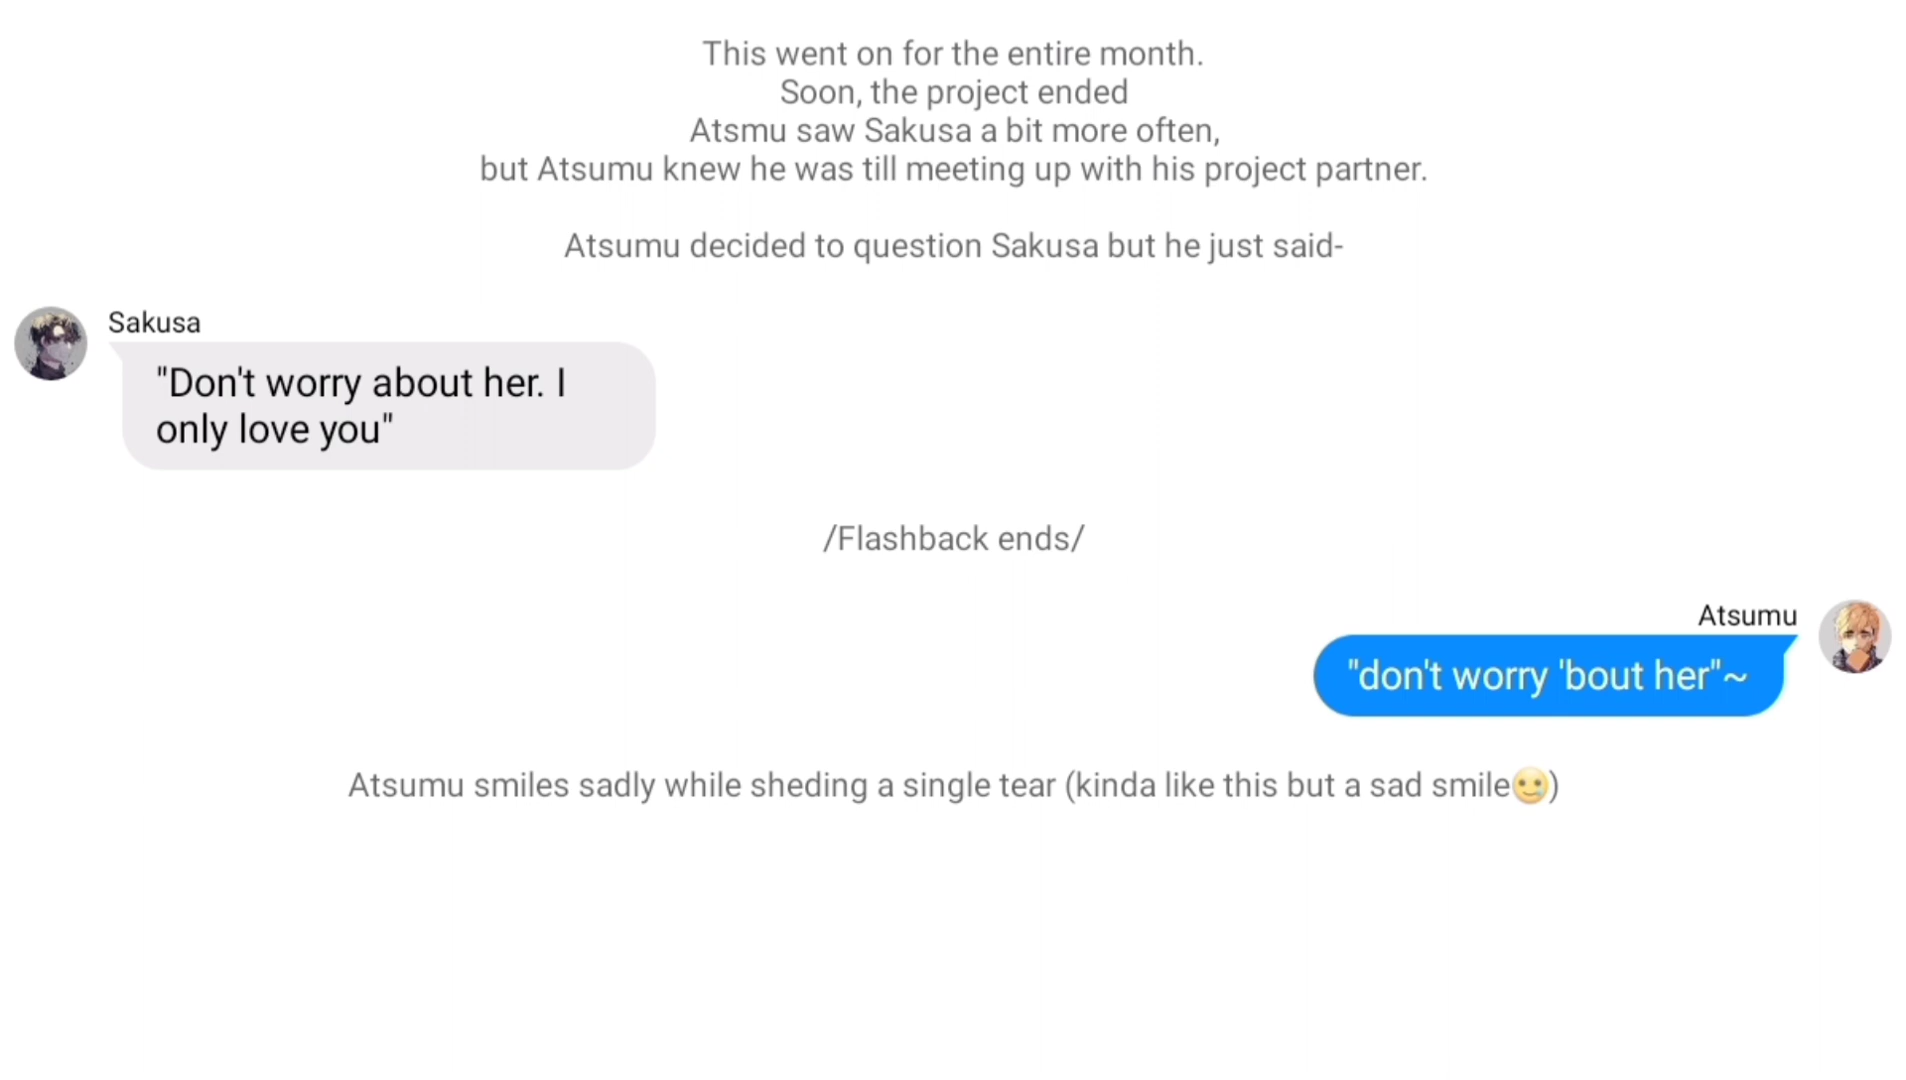 This went on for the entire month.
Soon, the project ended
Atsmu saw Sakusa a bit more often,
but Atsumu knew he was till meeting up with his project partner.
Atsumu decided to question Sakusa but he just said-
Sakusa
"Don't worry about her. I
only love you"
/Flashback ends/
Atsumu
"don't worry 'bout her"~
Atsumu smiles sadly while sheding a single tear (kinda like this but a sad smile🥲)